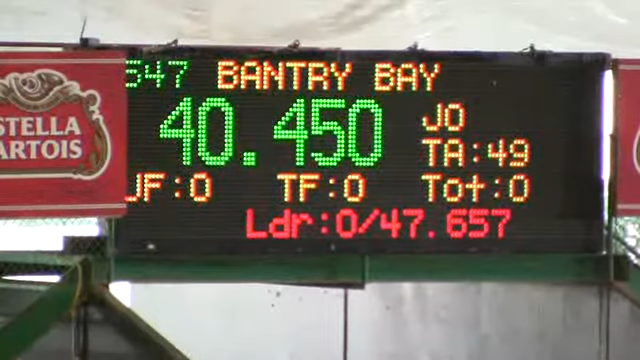 547 BANTRY BAY
40.450
JO
TA:49
JF:0 TF:0 Tot:0
Ldr:0/47.657
STELLA
ARTOIS